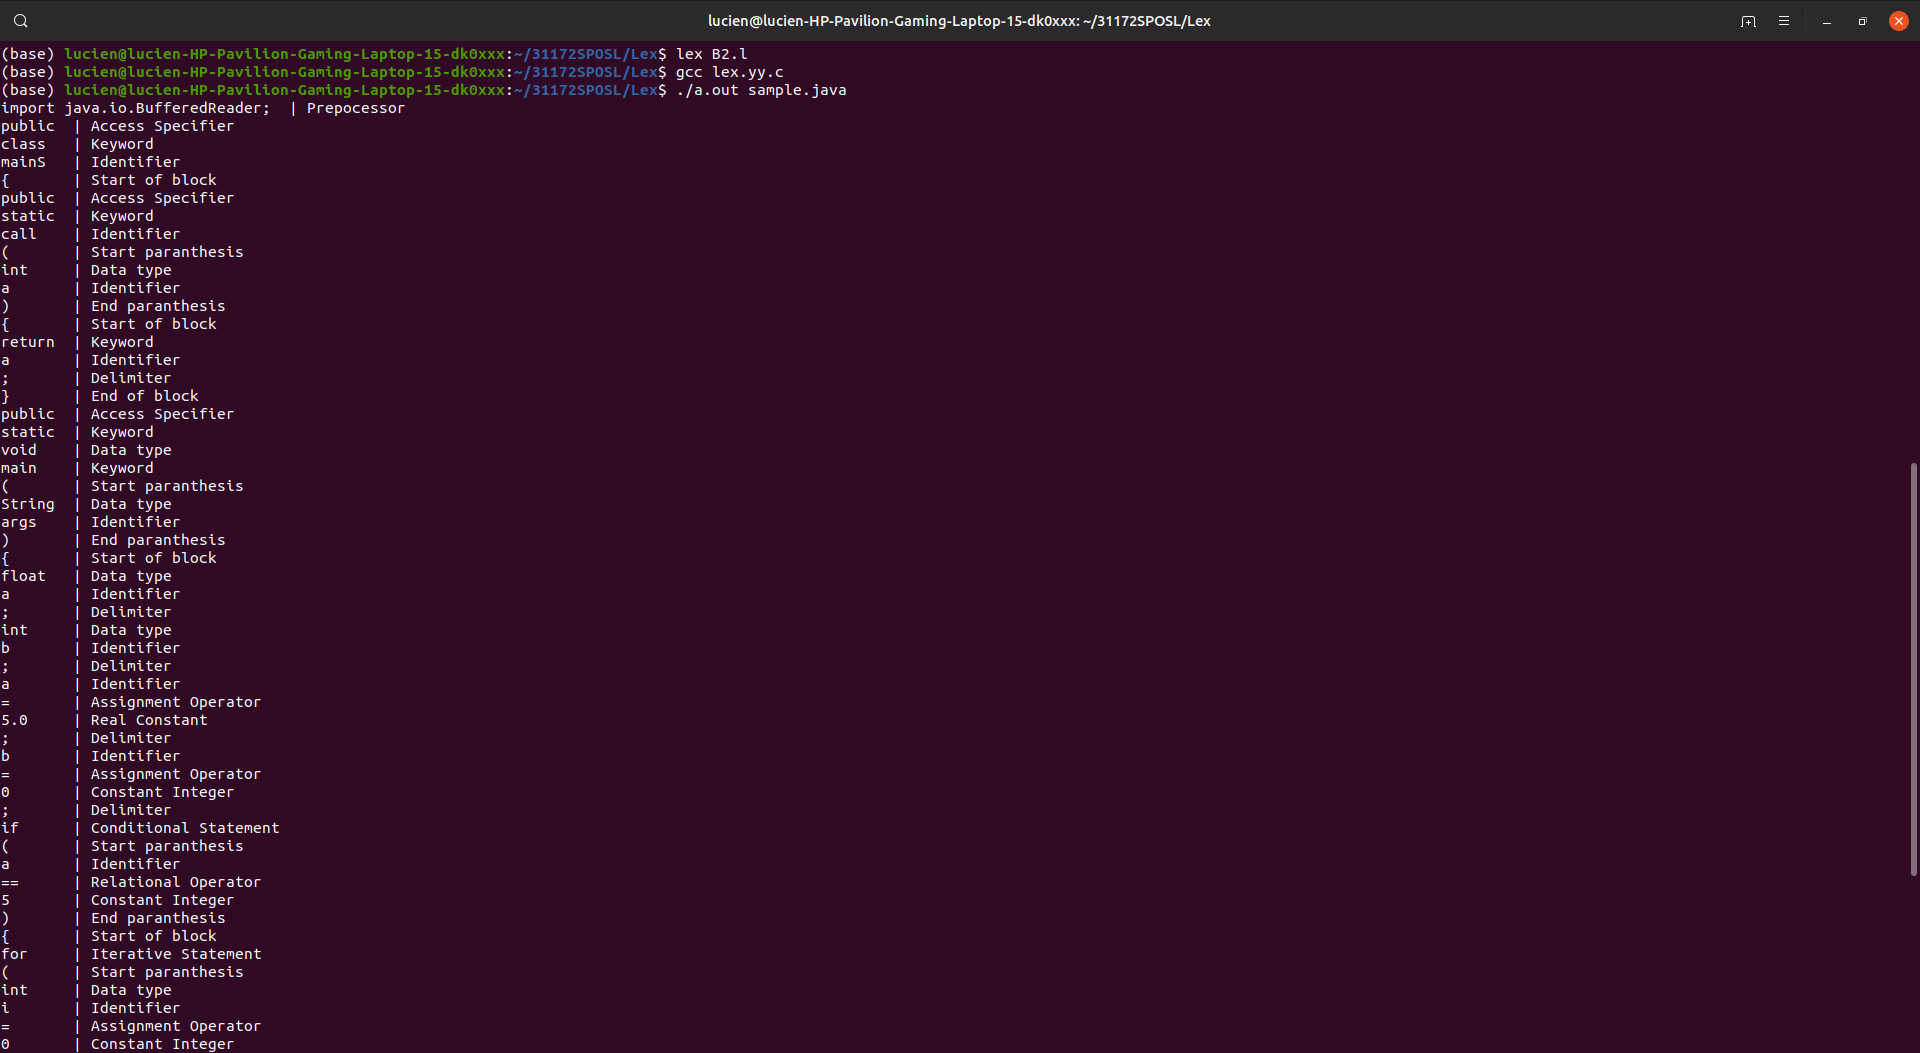 lucien@lucien-HP-Pavilion-Gaming-Laptop-15-dk0xxx: ~/31172SPOSL/Lex
(base) lucien@lucien-HP-Pavilion-Gaming-Laptop-15-dk0xxx:~/31172SPOSL/Lex$ lex B2.l
(base) lucien@lucien-HP-Pavilion-Gaming-Laptop-15-dk0xxx:~/31172SPOSL/Lex$ gcc lex.yy.c
(base) lucien@lucien-HP-Pavilion-Gaming-Laptop-15-dk0xxx:~/31172SPOSL/Lex$ ./a.out sample.java
import java.io.BufferedReader;  | Prepocessor
public  | Access Specifier
class   | Keyword
mainS   | Identifier
{       | Start of block
public  | Access Specifier
static  | Keyword
call    | Identifier
(       | Start paranthesis
int     | Data type
a       | Identifier
)       | End paranthesis
{       | Start of block
return  | Keyword
a       | Identifier
;       | Delimiter
}       | End of block
public  | Access Specifier
static  | Keyword
void    | Data type
main    | Keyword
(       | Start paranthesis
String  | Data type
args    | Identifier
)       | End paranthesis
{       | Start of block
float   | Data type
a       | Identifier
;       | Delimiter
int     | Data type
b       | Identifier
;       | Delimiter
a       | Identifier
=       | Assignment Operator
5.0     | Real Constant
;       | Delimiter
b       | Identifier
=       | Assignment Operator
0       | Constant Integer
;       | Delimiter
if      | Conditional Statement
(       | Start paranthesis
a       | Identifier
==      | Relational Operator
5       | Constant Integer
)       | End paranthesis
{       | Start of block
for     | Iterative Statement
(       | Start paranthesis
int     | Data type
i       | Identifier
=       | Assignment Operator
0       | Constant Integer